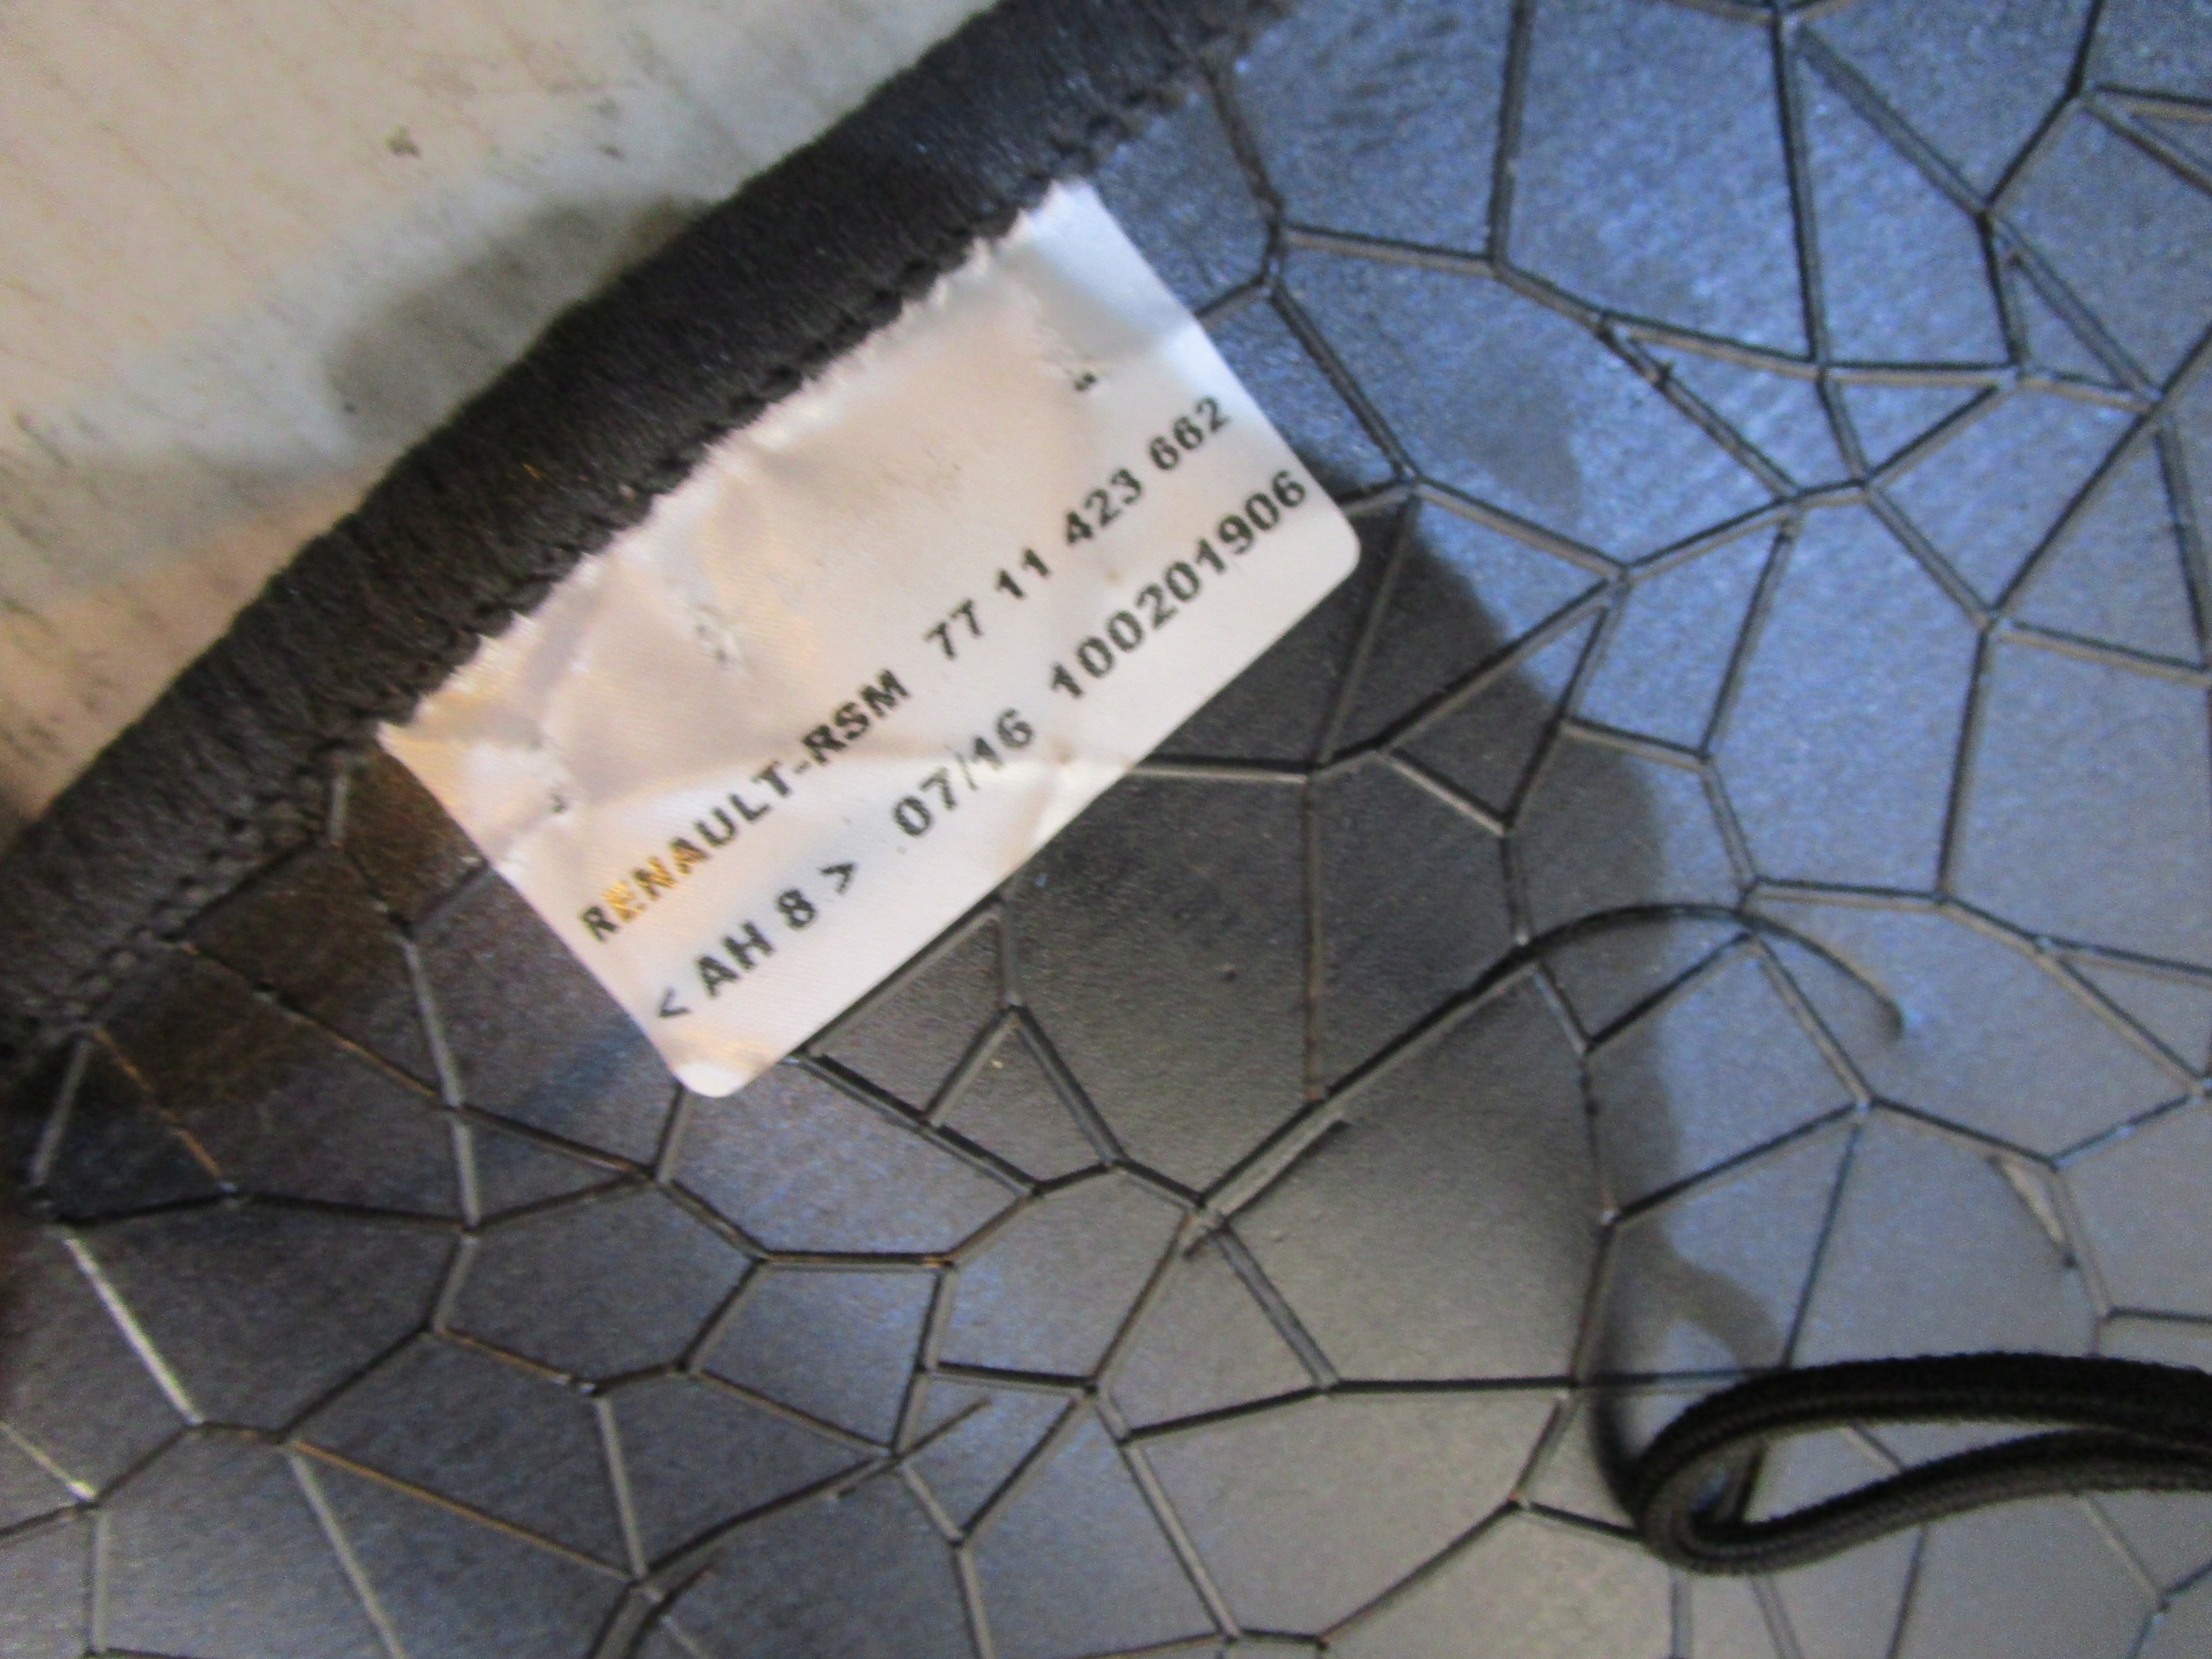 RENAULT-RSM 77 11 423 662
< AH 8 > 07/16 100201906